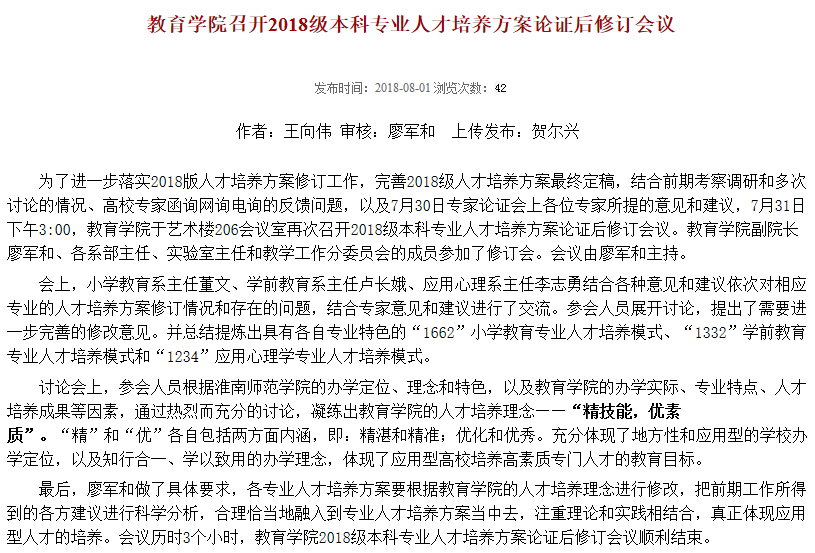 教育学院召开2018级本科专业人才培养方案论证后修订会议
发布时间：2018-08-01 浏览次数：42
作者：王向伟 审核：廖军和 上传发布：贺尔兴
为了进一步落实2018版人才培养方案修订工作，完善2018级人才培养方案最终定稿，结合前期考察调研和多次
讨论的情况、高校专家函询网询电询的反馈问题，以及7月30日专家论证会上各位专家所提的意见和建议，7月31日
下午3:00，教育学院于艺术楼206会议室再次召开2018级本科专业人才培养方案论证后修订会议。教育学院副院长
廖军和、各系部主任、实验室主任和教学工作分委员会的成员参加了修订会。会议由廖军和主持。
会上，小学教育系主任董文、学前教育系主任卢长娥、应用心理系主任李志勇结合各种意见和建议依次对相应
专业的人才培养方案修订情况和存在的问题，结合专家意见和建议进行了交流。参会人员展开讨论，提出了需要进
一步完善的修改意见。并总结提炼出具有各自专业特色的“1662”小学教育专业人才培养模式、“1332”学前教育
专业人才培养模式和“1234”应用心理学专业人才培养模式。
讨论会上，参会人员根据淮南师范学院的办学定位、理念和特色，以及教育学院的办学实际、专业特点、人才
培养成果等因素，通过热烈而充分的讨论，凝练出教育学院的人才培养理念——“精技能，优素
质”。“精”和“优”各自包括两方面内涵，即：精湛和精准；优化和优秀。充分体现了地方性和应用型的学校办
学定位，以及知行合一、学以致用的办学理念，体现了应用型高校培养高素质专门人才的教育目标。
最后，廖军和做了具体要求，各专业人才培养方案要根据教育学院的人才培养理念进行修改，把前期工作所得
到的各方建议进行科学分析，合理恰当地融入到专业人才培养方案当中去，注重理论和实践相结合，真正体现应用
型人才的培养。会议历时3个小时，教育学院2018级本科专业人才培养方案论证后修订会议顺利结束。